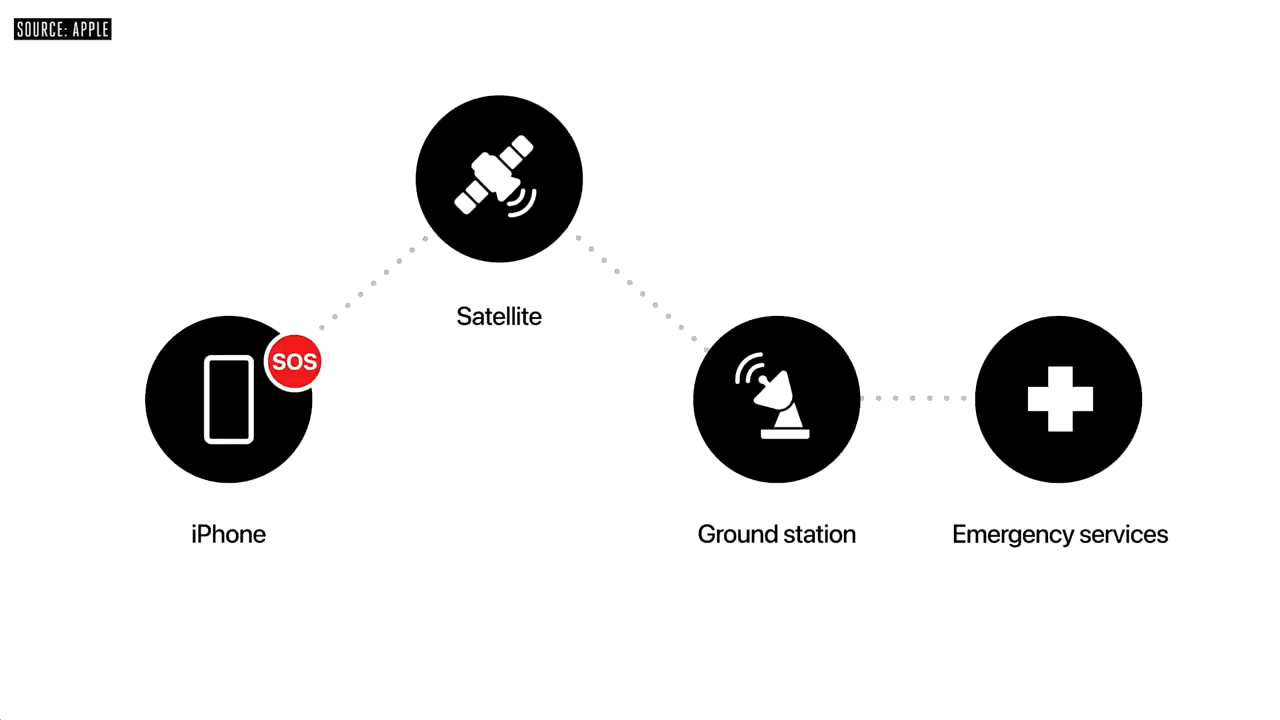 SOURCE: APPLE
Satellite
SOS
iPhone
Ground station
Emergency services